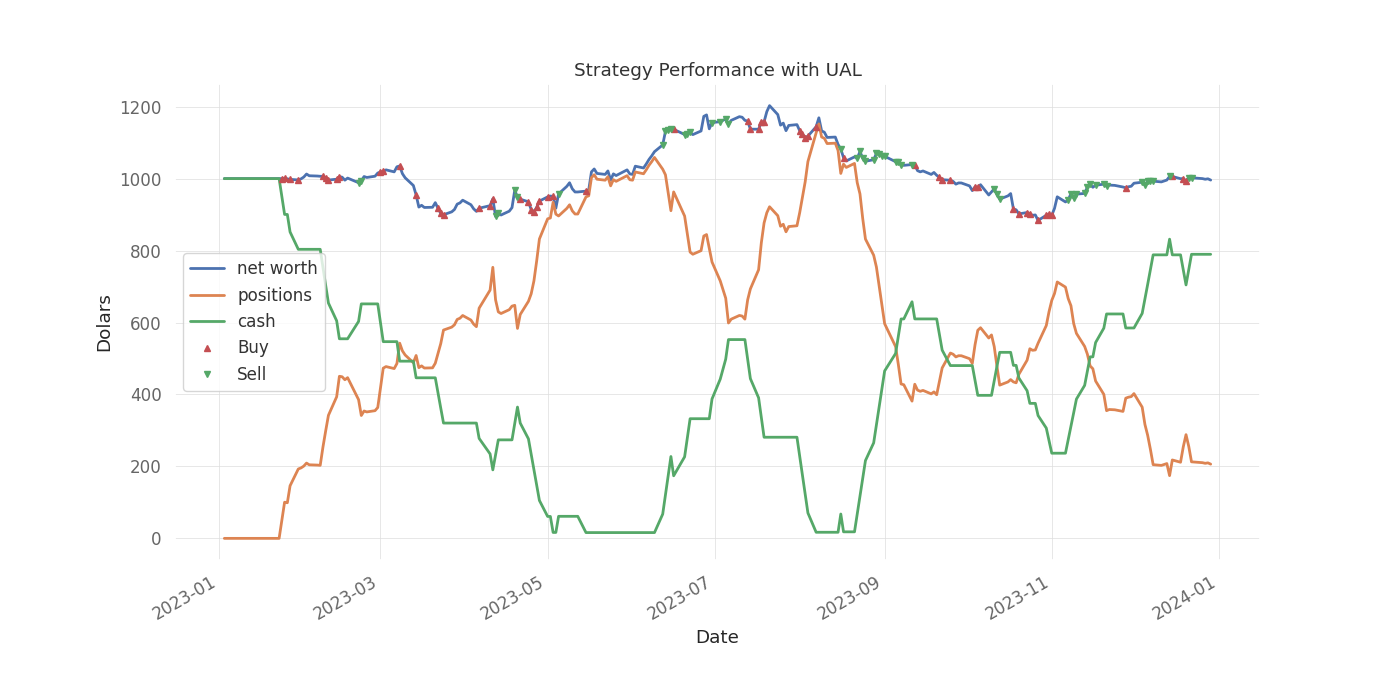 Strategy Performance with UAL
1200
1000
800
600
400
200
0
Dolars
net worth
positions
cash
Buy
Sell
2023-01
2023-03
2023-05
2023-07
2023-09
2023-11
2024-01
Date